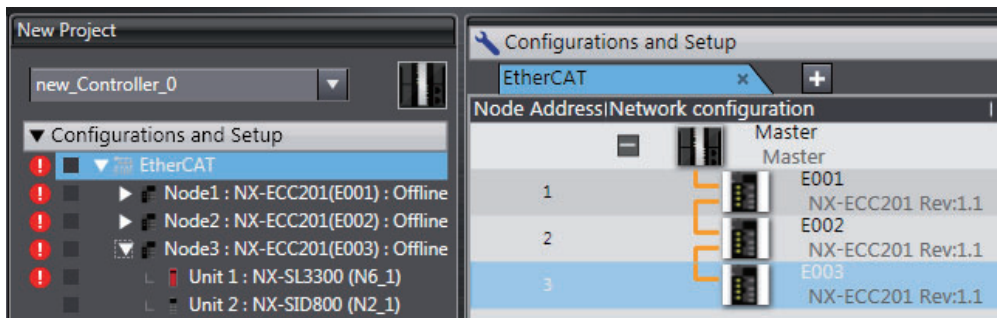 New Project
new_Controller_0
Configurations and Setup
EtherCAT
Node1 : NX-ECC201(E001) : Offline
Node2 : NX-ECC201(E002) : Offline
Node3 : NX-ECC201(E003) : Offline
Unit 1 : NX-SL3300 (N6_1)
Unit 2 : NX-SID800 (N2_1)
Configurations and Setup
EtherCAT
Node Address|Network configuration
Master
Master
1
E001
NX-ECC201 Rev:1.1
2
E002
NX-ECC201 Rev:1.1
3
E003
NX-ECC201 Rev:1.1